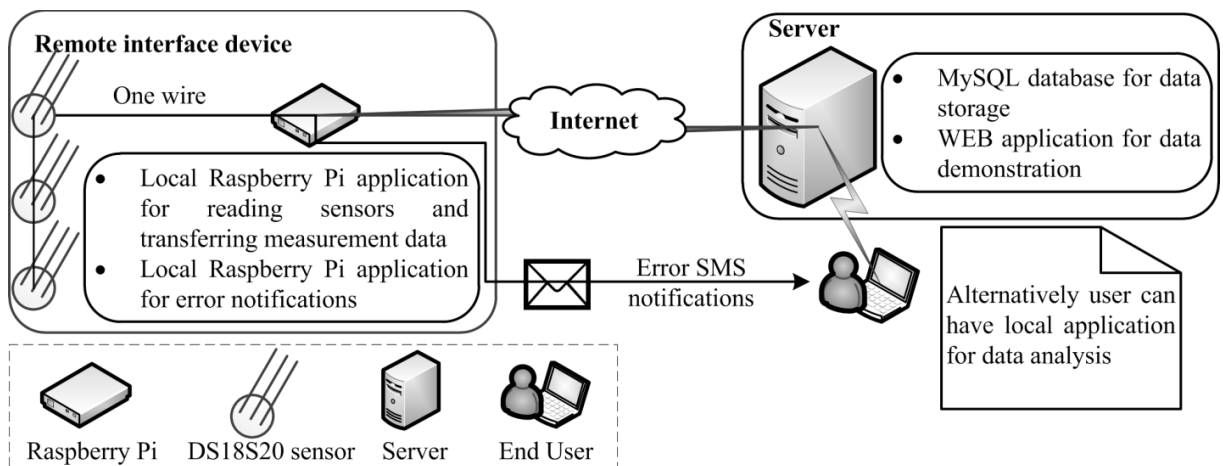 Remote interface device
One wire
• Local Raspberry Pi application
for reading sensors and
transferring measurement data
• Local Raspberry Pi application
for error notifications
Internet
Server
• MySQL database for data
storage
• WEB application for data
demonstration
Error SMS
notifications
Alternatively user can
have local application
for data analysis
Raspberry Pi
DS18S20 sensor
Server
End User